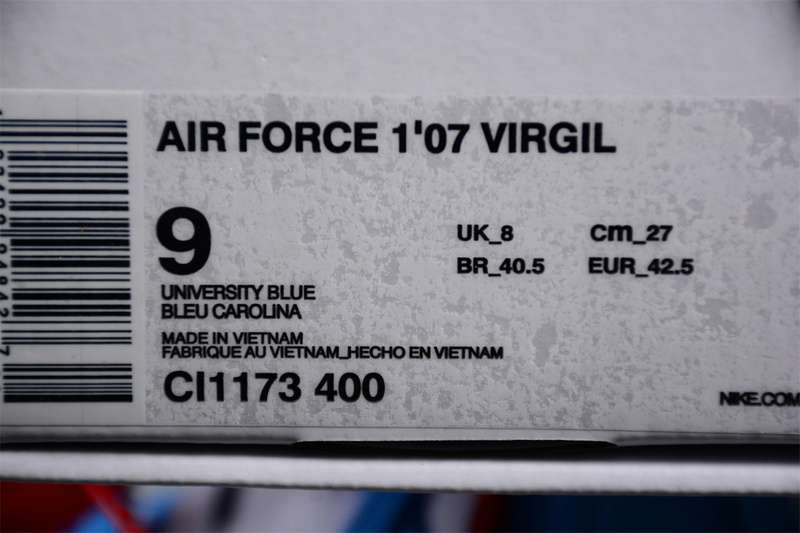 AIR FORCE 1'07 VIRGIL
9
UK_8 Cm_27
BR_40.5 EUR_42.5
UNIVERSITY BLUE
BLEU CAROLINA
MADE IN VIETNAM
FABRIQUE AU VIETNAM_HECHO EN VIETNAM
CI1173 400
NIKE.COM